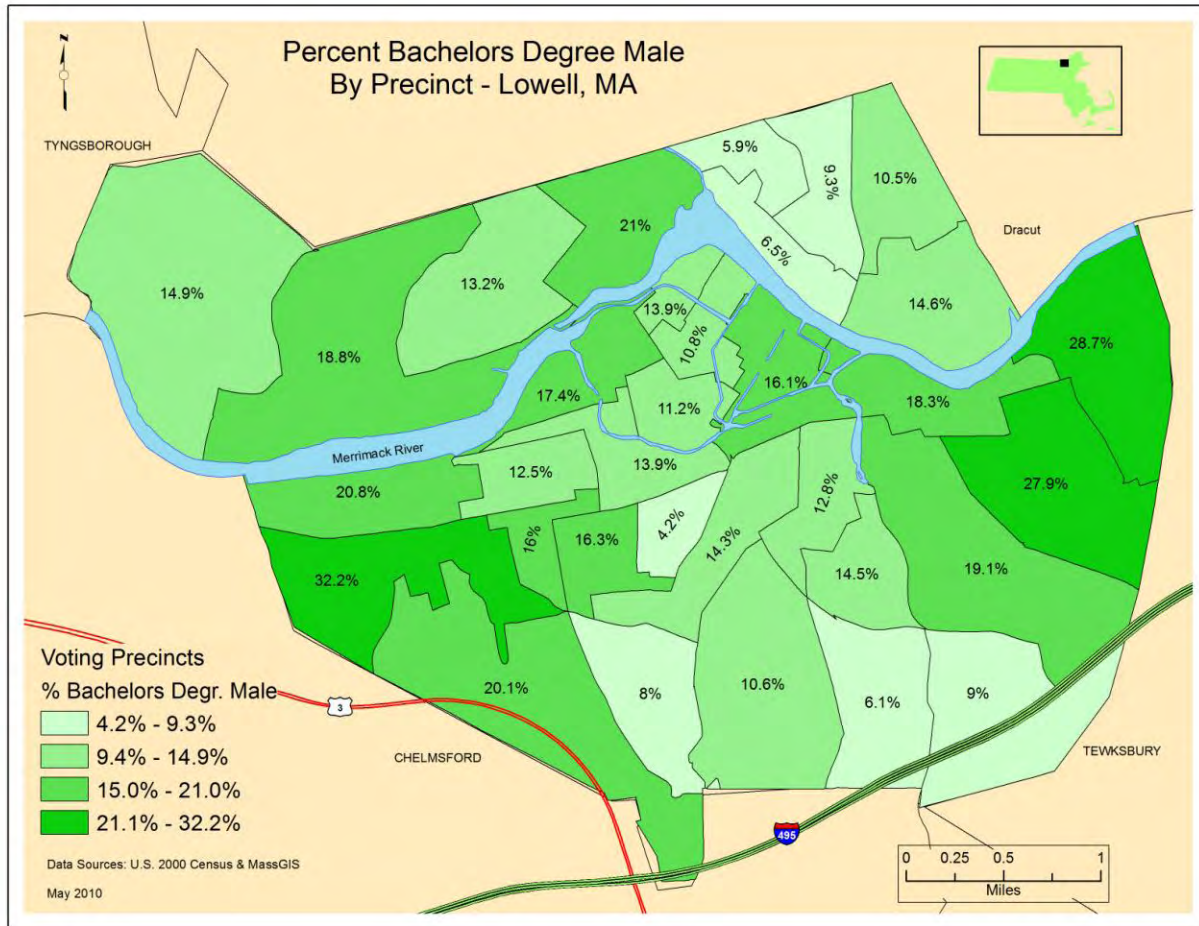 Percent Bachelors Degree Male
By Precinct - Lowell, MA
z
TYNGSBOROUGH
5.9%
9.3%
10.5%
Dracut
21%
6.5%
13.2%
14.9%
14.6%
13.9%
28.7%
18.8%
10.8%
16.1%
17.4%
18.3%
11.2%
Merrimack River
13.9%
12.5%
20.8%
27.9%
12.8%
4.2%
16%
16.3%
14.3%
32.2%
14.5%
19.1%
20.1%
8%
10.6%
6.1%
9%
3
CHELMSFORD
TEWKSBURY
495
Voting Precincts
% Bachelors Degr. Male
4.2% - 9.3%
9.4% - 14.9%
15.0% - 21.0%
21.1% - 32.2%
Data Sources: U.S. 2000 Census & MassGIS
May 2010
0 0.25 0.5 1
Miles